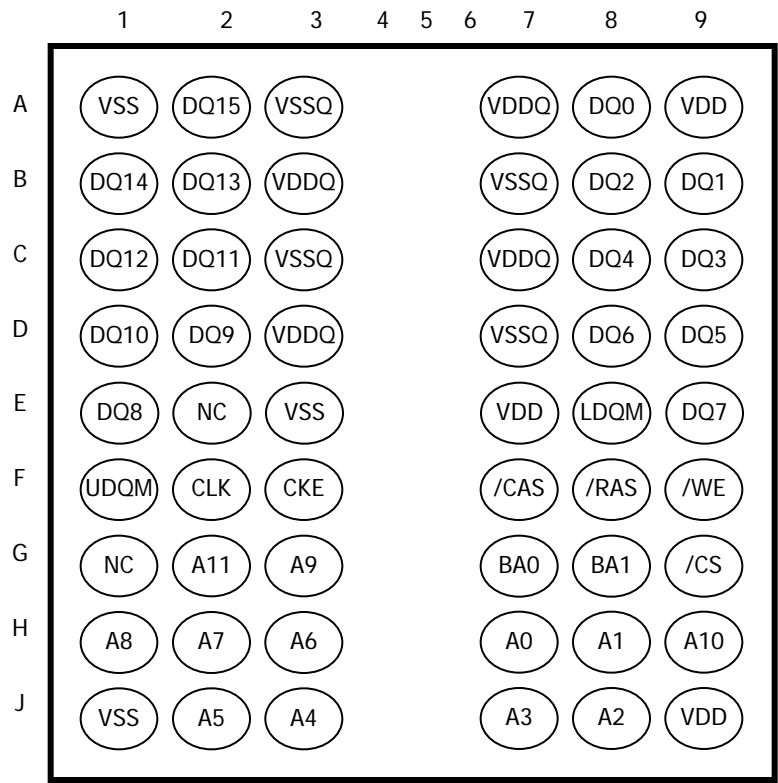 1 2 3 4 5 6 7 8 9
A VSS DQ15 VSSQ VDDQ DQ0 VDD
B DQ14 DQ13 VDDQ VSSQ DQ2 DQ1
C DQ12 DQ11 VSSQ VDDQ DQ4 DQ3
D DQ10 DQ9 VDDQ VSSQ DQ6 DQ5
E DQ8 NC VSS VDD LDQM DQ7
F UDQM CLK CKE /CAS /RAS /WE
G NC A11 A9 BA0 BA1 /CS
H A8 A7 A6 A0 A1 A10
J VSS A5 A4 A3 A2 VDD